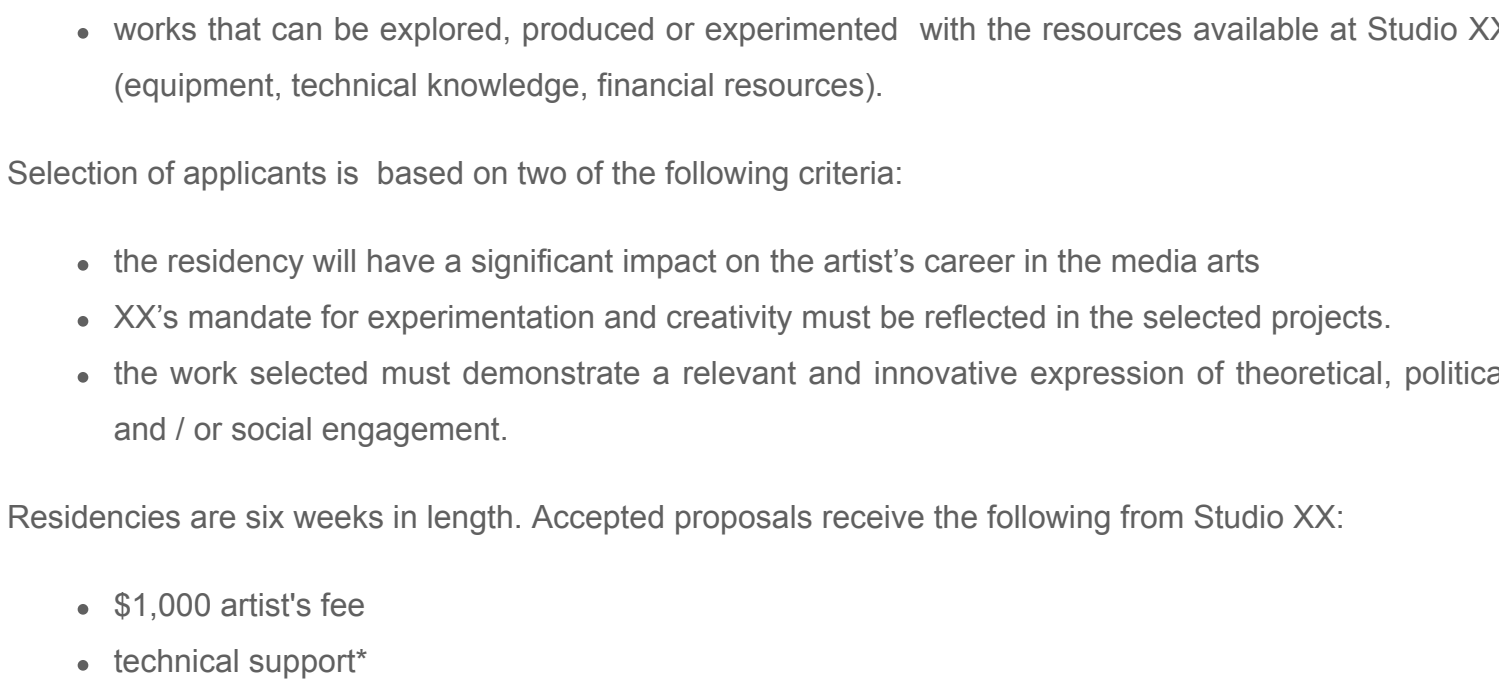 • works that can be explored, produced or experimented  with the resources available at Studio XX
(equipment, technical knowledge, financial resources).
Selection of applicants is  based on two of the following criteria:
• the residency will have a significant impact on the artist’s career in the media arts
• XX’s mandate for experimentation and creativity must be reflected in the selected projects.
• the work selected must demonstrate a relevant and innovative expression of theoretical, politica
and / or social engagement.
Residencies are six weeks in length. Accepted proposals receive the following from Studio XX:
• $1,000 artist's fee
• technical support*